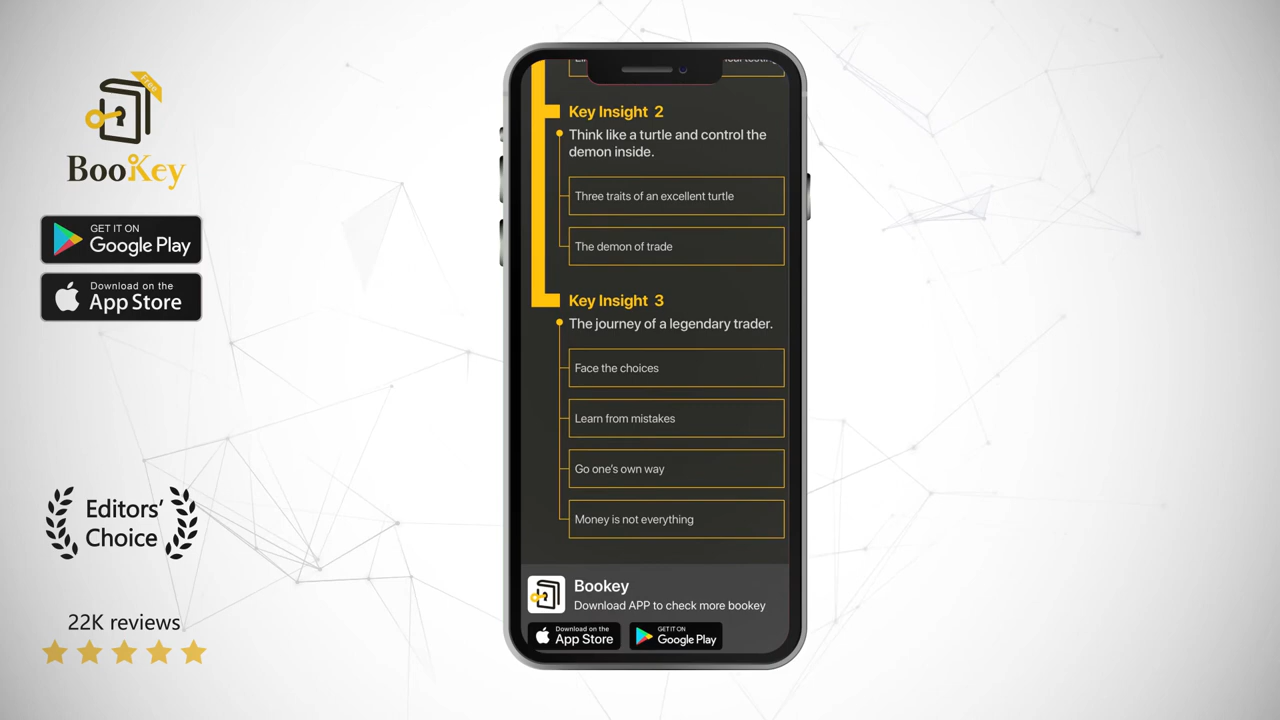 Free
BooKey
GET IT ON
Google Play
Download on the
App Store
Editors’
Choice
22K reviews
Key Insight 2
Think like a turtle and control the
demon inside.
Three traits of an excellent turtle
The demon of trade
Key Insight 3
The journey of a legendary trader.
Face the choices
Learn from mistakes
Go one’s own way
Money is not everything
Bookey
Download APP to check more bookey
Download on the
App Store
GET IT ON
Google Play